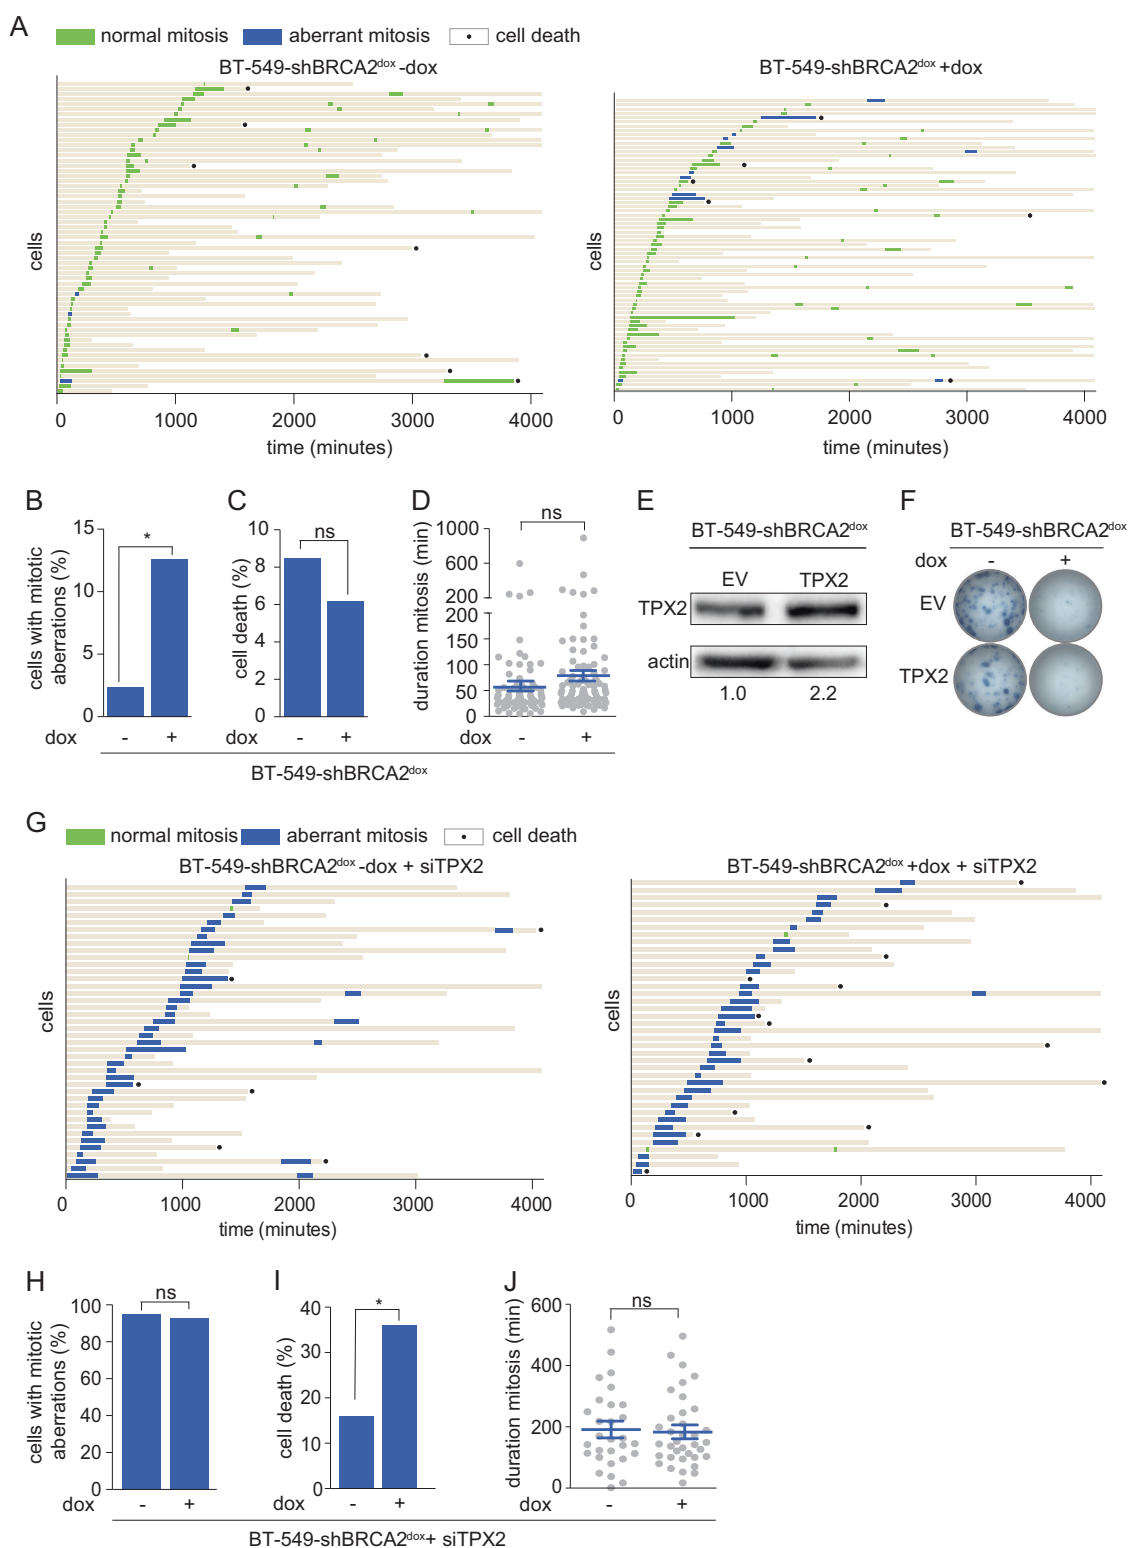 A
normal mitosis aberrant mitosis cell death
BT-549-shBRCA2dox -dox
BT-549-shBRCA2dox +dox
cells
0 1000 2000 3000 4000
time (minutes)
0 1000 2000 3000 4000
time (minutes)
B
cells with mitotic
aberrations (%)
15
10
5
0
*
dox - +
C
cell death (%)
10
8
6
4
2
0
ns
dox - +
D
duration mitosis (min)
1000
600
200
200
150
100
50
0
ns
dox - +
BT-549-shBRCA2dox
E
BT-549-shBRCA2dox
EV TPX2
TPX2
actin
1.0 2.2
F
BT-549-shBRCA2dox
dox - +
EV
TPX2
G
normal mitosis aberrant mitosis cell death
BT-549-shBRCA2dox -dox + siTPX2
BT-549-shBRCA2dox +dox + siTPX2
cells
0 1000 2000 3000 4000
time (minutes)
cells
0 1000 2000 3000 4000
time (minutes)
H
cells with mitotic
aberrations (%)
100
80
60
40
20
0
ns
dox - +
I
cell death (%)
40
30
20
10
0
*
dox - +
J
duration mitosis (min)
600
400
200
0
ns
dox - +
BT-549-shBRCA2dox+ siTPX2